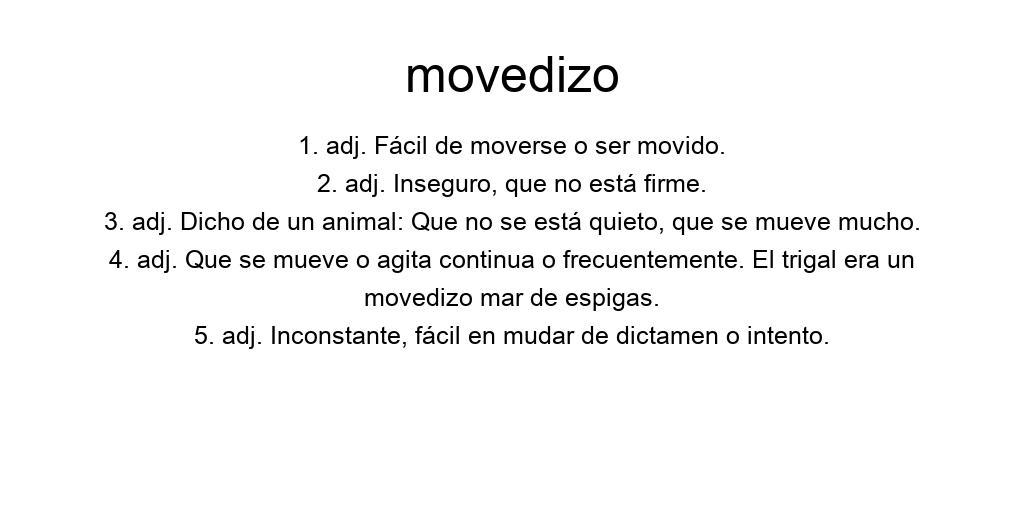 movedizo
1. adj. Fácil de moverse o ser movido.
2. adj. Inseguro, que no está firme.
3. adj. Dicho de un animal: Que no se está quieto, que se mueve mucho.
4. adj. Que se mueve o agita continua o frecuentemente. El trigal era un
movedizo mar de espigas.
5. adj. Inconstante, fácil en mudar de dictamen o intento.